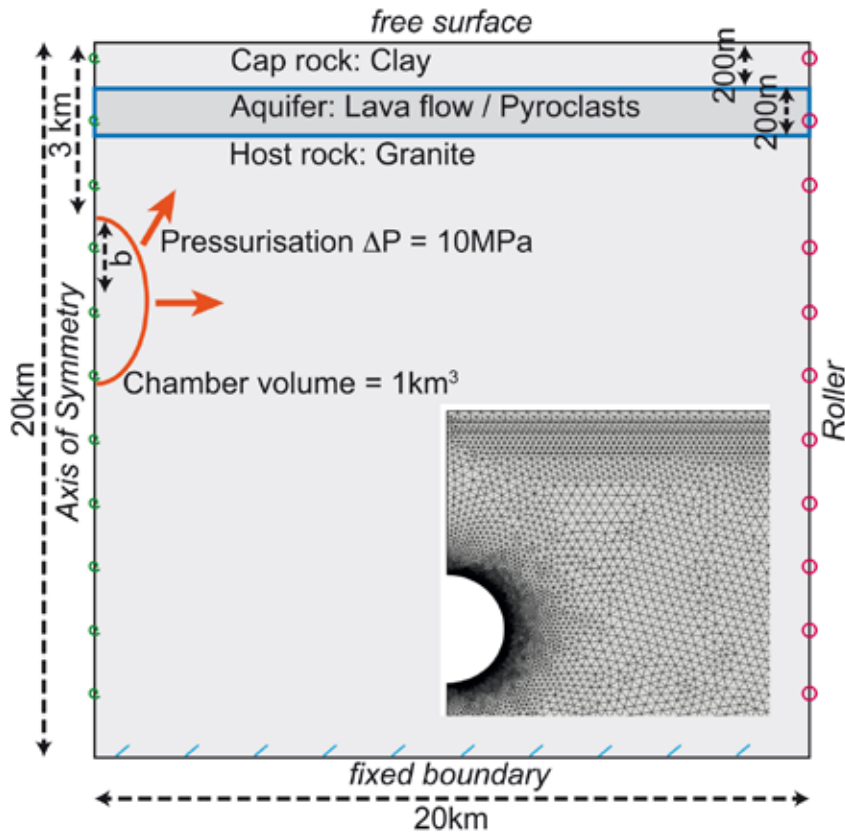 free surface
Cap rock: Clay
200m
Aquifer: Lava flow / Pyroclasts
200m
3 km
Host rock: Granite
Pressurisation ΔP = 10MPa
b
Chamber volume = 1km³
20km
Axis of Symmetry
Roller
fixed boundary
20km